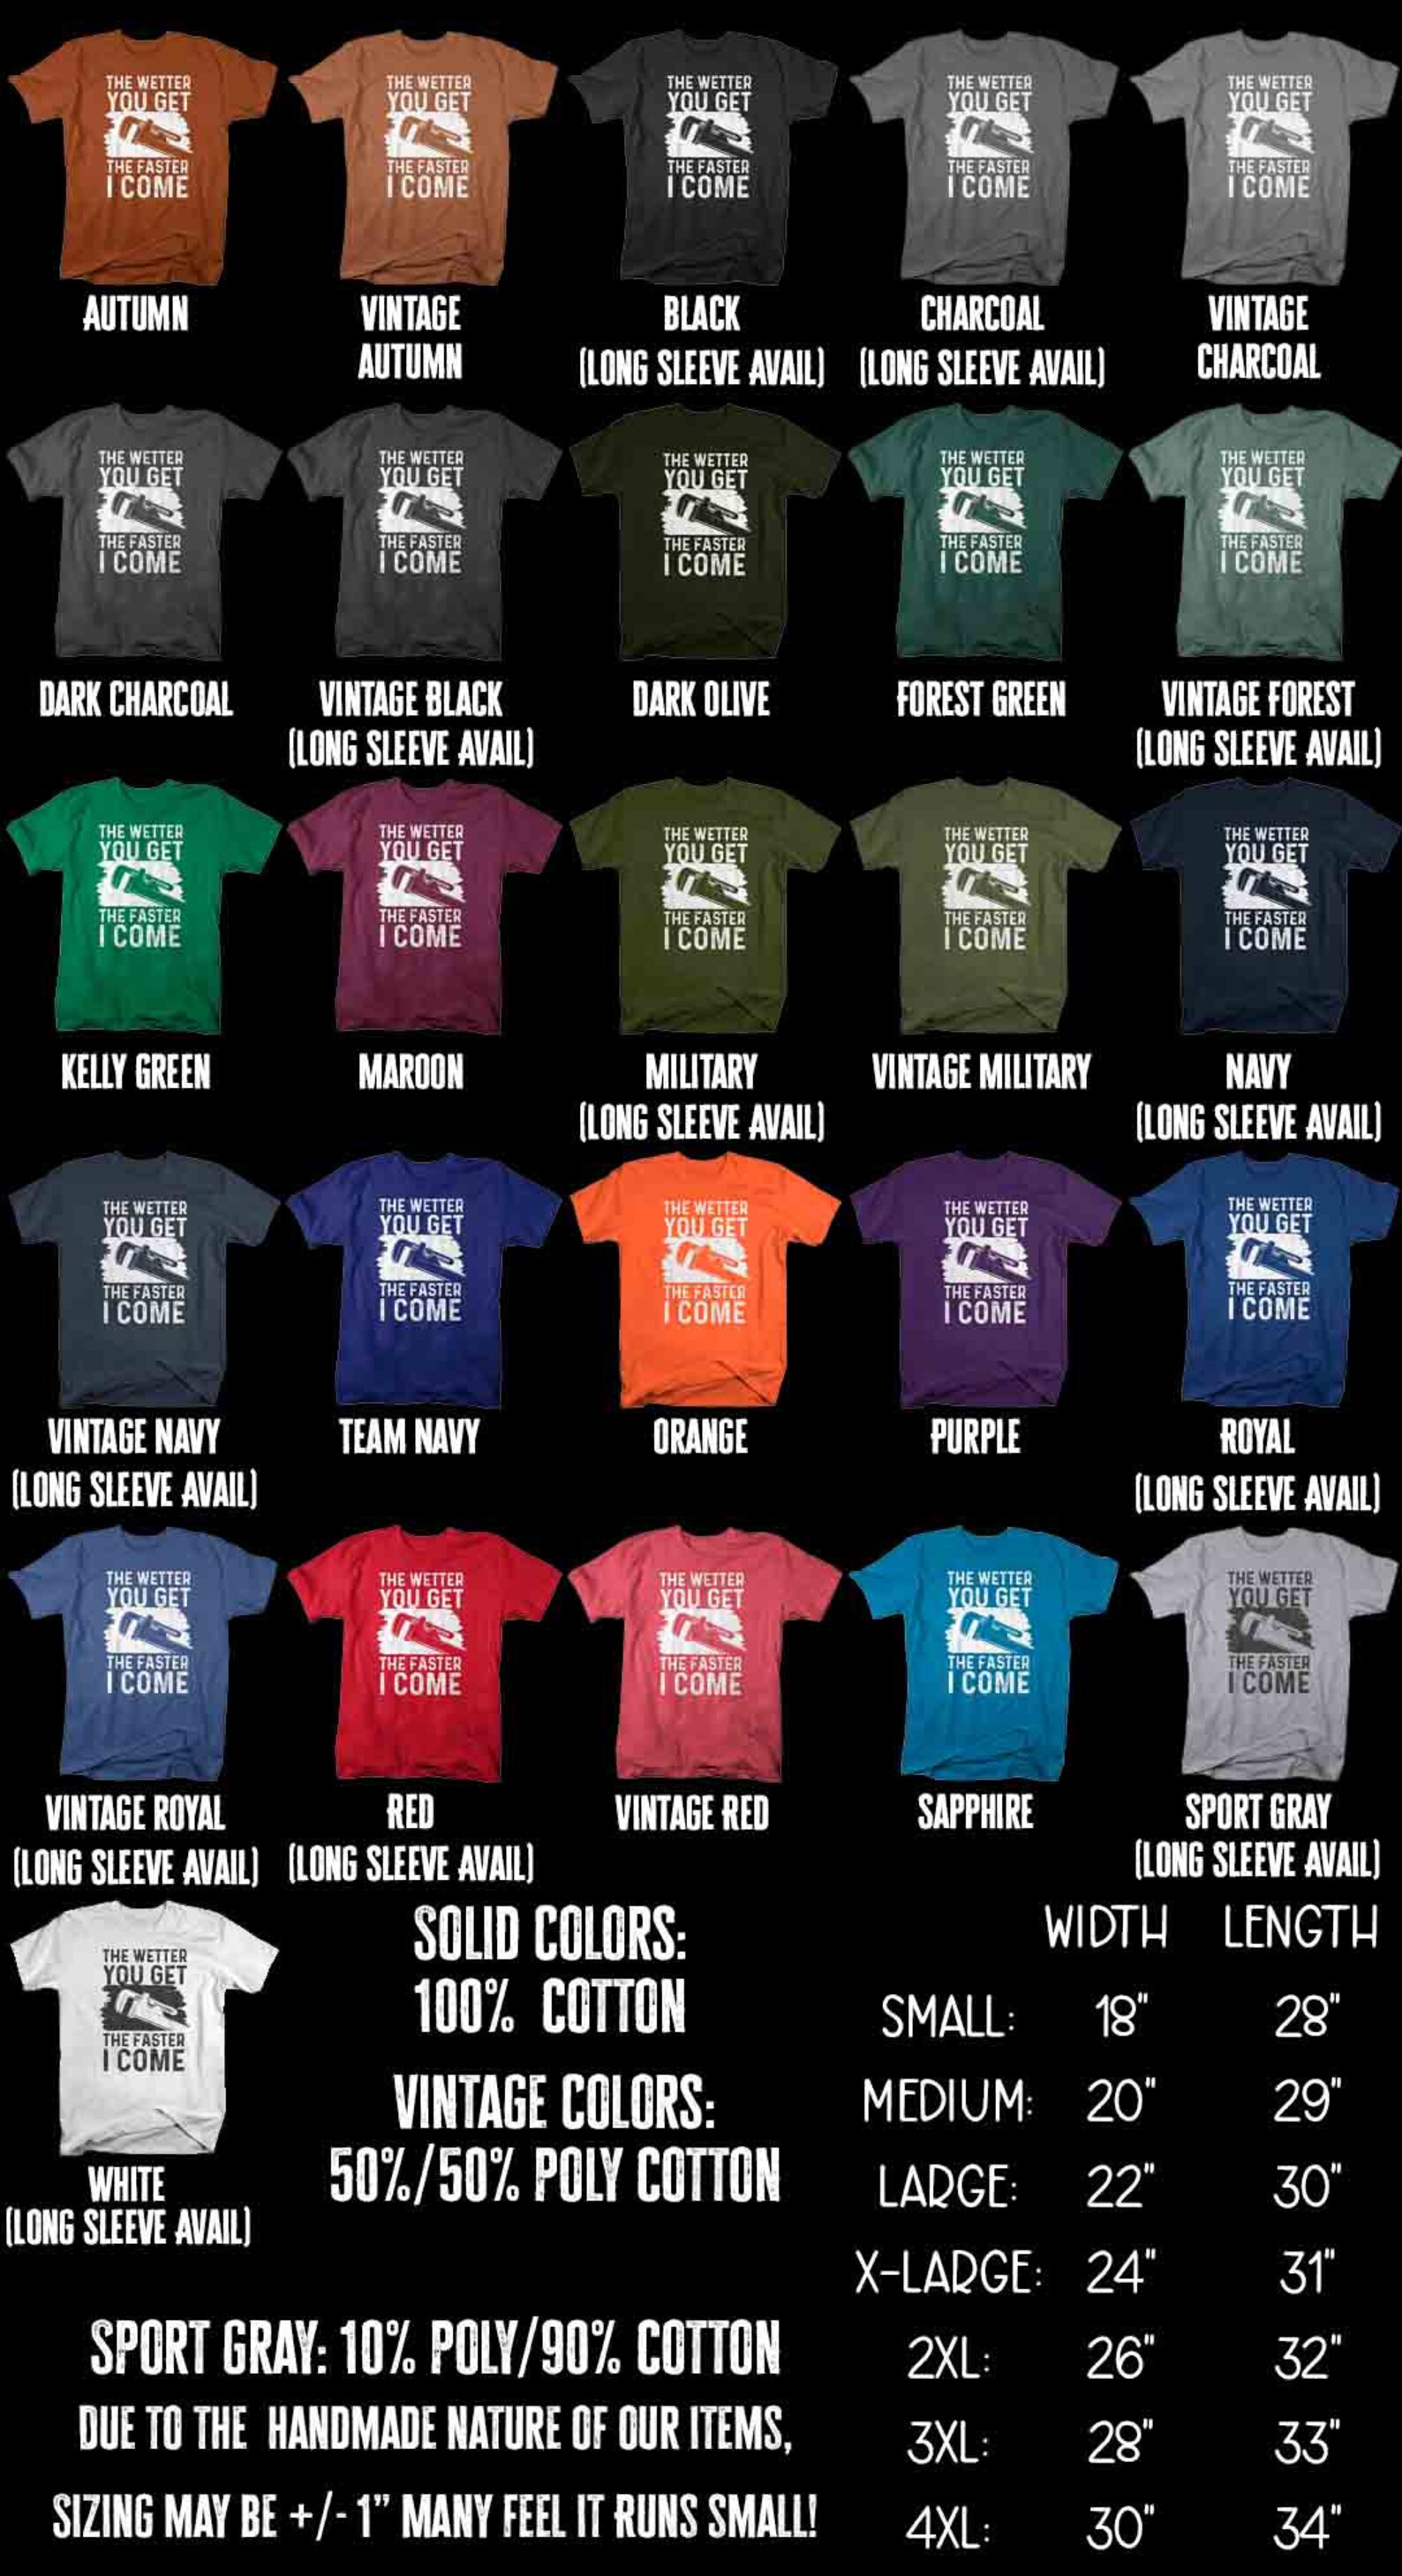 THE WETTER
YOU GET
THE FASTER
I COME
THE WETTER
YOU GET
THE FASTER
I COME
THE WETTER
YOU GET
THE FASTER
I COME
THE WETTER
YOU GET
THE FASTER
I COME
THE WETTER
YOU GET
THE FASTER
I COME
AUTUMN
VINTAGE
AUTUMN
BLACK
(LONG SLEEVE AVAIL)
CHARCOAL
(LONG SLEEVE AVAIL)
VINTAGE
CHARCOAL
THE WETTER
YOU GET
THE FASTER
I COME
THE WETTER
YOU GET
THE FASTER
I COME
THE WETTER
YOU GET
THE FASTER
I COME
THE WETTER
YOU GET
THE FASTER
I COME
THE WETTER
YOU GET
THE FASTER
I COME
DARK CHARCOAL
VINTAGE BLACK
(LONG SLEEVE AVAIL)
DARK OLIVE
FOREST GREEN
VINTAGE FOREST
(LONG SLEEVE AVAIL)
THE WETTER
YOU GET
THE FASTER
I COME
THE WETTER
YOU GET
THE FASTER
I COME
THE WETTER
YOU GET
THE FASTER
I COME
THE WETTER
YOU GET
THE FASTER
I COME
THE WETTER
YOU GET
THE FASTER
I COME
KELLY GREEN
MAROON
MILITARY
(LONG SLEEVE AVAIL)
VINTAGE MILITARY
NAVY
(LONG SLEEVE AVAIL)
THE WETTER
YOU GET
THE FASTER
I COME
THE WETTER
YOU GET
THE FASTER
I COME
THE WETTER
YOU GET
THE FASTER
I COME
THE WETTER
YOU GET
THE FASTER
I COME
THE WETTER
YOU GET
THE FASTER
I COME
VINTAGE NAVY
(LONG SLEEVE AVAIL)
TEAM NAVY
ORANGE
PURPLE
ROYAL
(LONG SLEEVE AVAIL)
THE WETTER
YOU GET
THE FASTER
I COME
THE WETTER
YOU GET
THE FASTER
I COME
THE WETTER
YOU GET
THE FASTER
I COME
THE WETTER
YOU GET
THE FASTER
I COME
THE WETTER
YOU GET
THE FASTER
I COME
VINTAGE ROYAL
(LONG SLEEVE AVAIL)
RED
(LONG SLEEVE AVAIL)
VINTAGE RED
SAPPHIRE
SPORT GRAY
(LONG SLEEVE AVAIL)
THE WETTER
YOU GET
THE FASTER
I COME
WHITE
(LONG SLEEVE AVAIL)
SOLID COLORS:
100% COTTON
VINTAGE COLORS:
50%/50% POLY COTTON
SPORT GRAY: 10% POLY/90% COTTON
DUE TO THE HANDMADE NATURE OF OUR ITEMS,
SIZING MAY BE +/- 1" MANY FEEL IT RUNS SMALL!
WIDTH LENGTH
SMALL: 18" 28"
MEDIUM: 20" 29"
LARGE: 22" 30"
X-LARGE: 24" 31"
2XL: 26" 32"
3XL: 28" 33"
4XL: 30" 34"